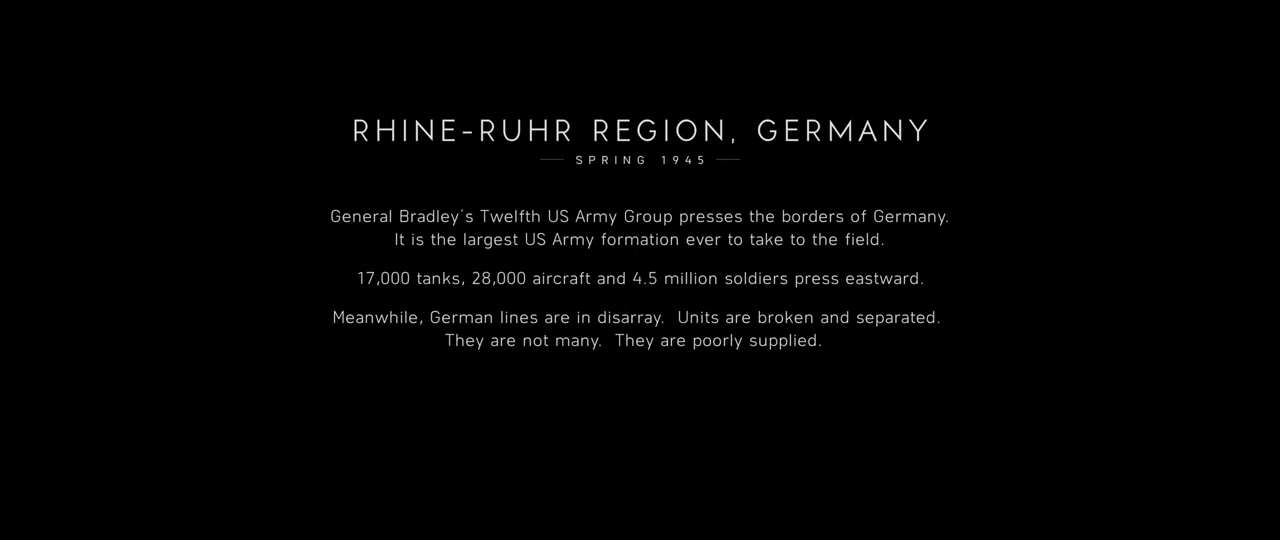 RHINE-RUHR REGION, GERMANY
SPRING 1945
General Bradley´s Twelfth US Army Group presses the borders of Germany.
It is the largest US Army formation ever to take to the field.
17,000 tanks, 28,000 aircraft and 4.5 million soldiers press eastward.
Meanwhile, German lines are in disarray.  Units are broken and separated.
They are not many.  They are poorly supplied.